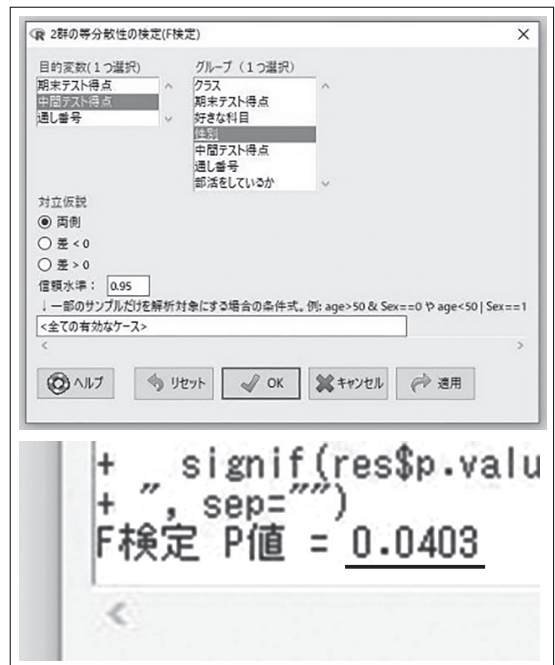 2群の等分散性の検定(F検定)
目的変数(1つ選択)
期末テスト得点
中間テスト得点
通し番号
グループ (1つ選択)
クラス
期末テスト得点
好きな科目
性別
中間テスト得点
通し番号
部活をしているか
対立仮説
両側
差 < 0
差 > 0
信頼水準: 0.95
↓一部のサンプルだけを解析対象にする場合の条件式。例: age>50 & Sex==0 や age<50 | Sex==1
<全ての有効なケース>
ヘルプ リセット OK キャンセル 適用
+ signif(res$p.valu
+ ", sep="")
F検定 P値 = 0.0403